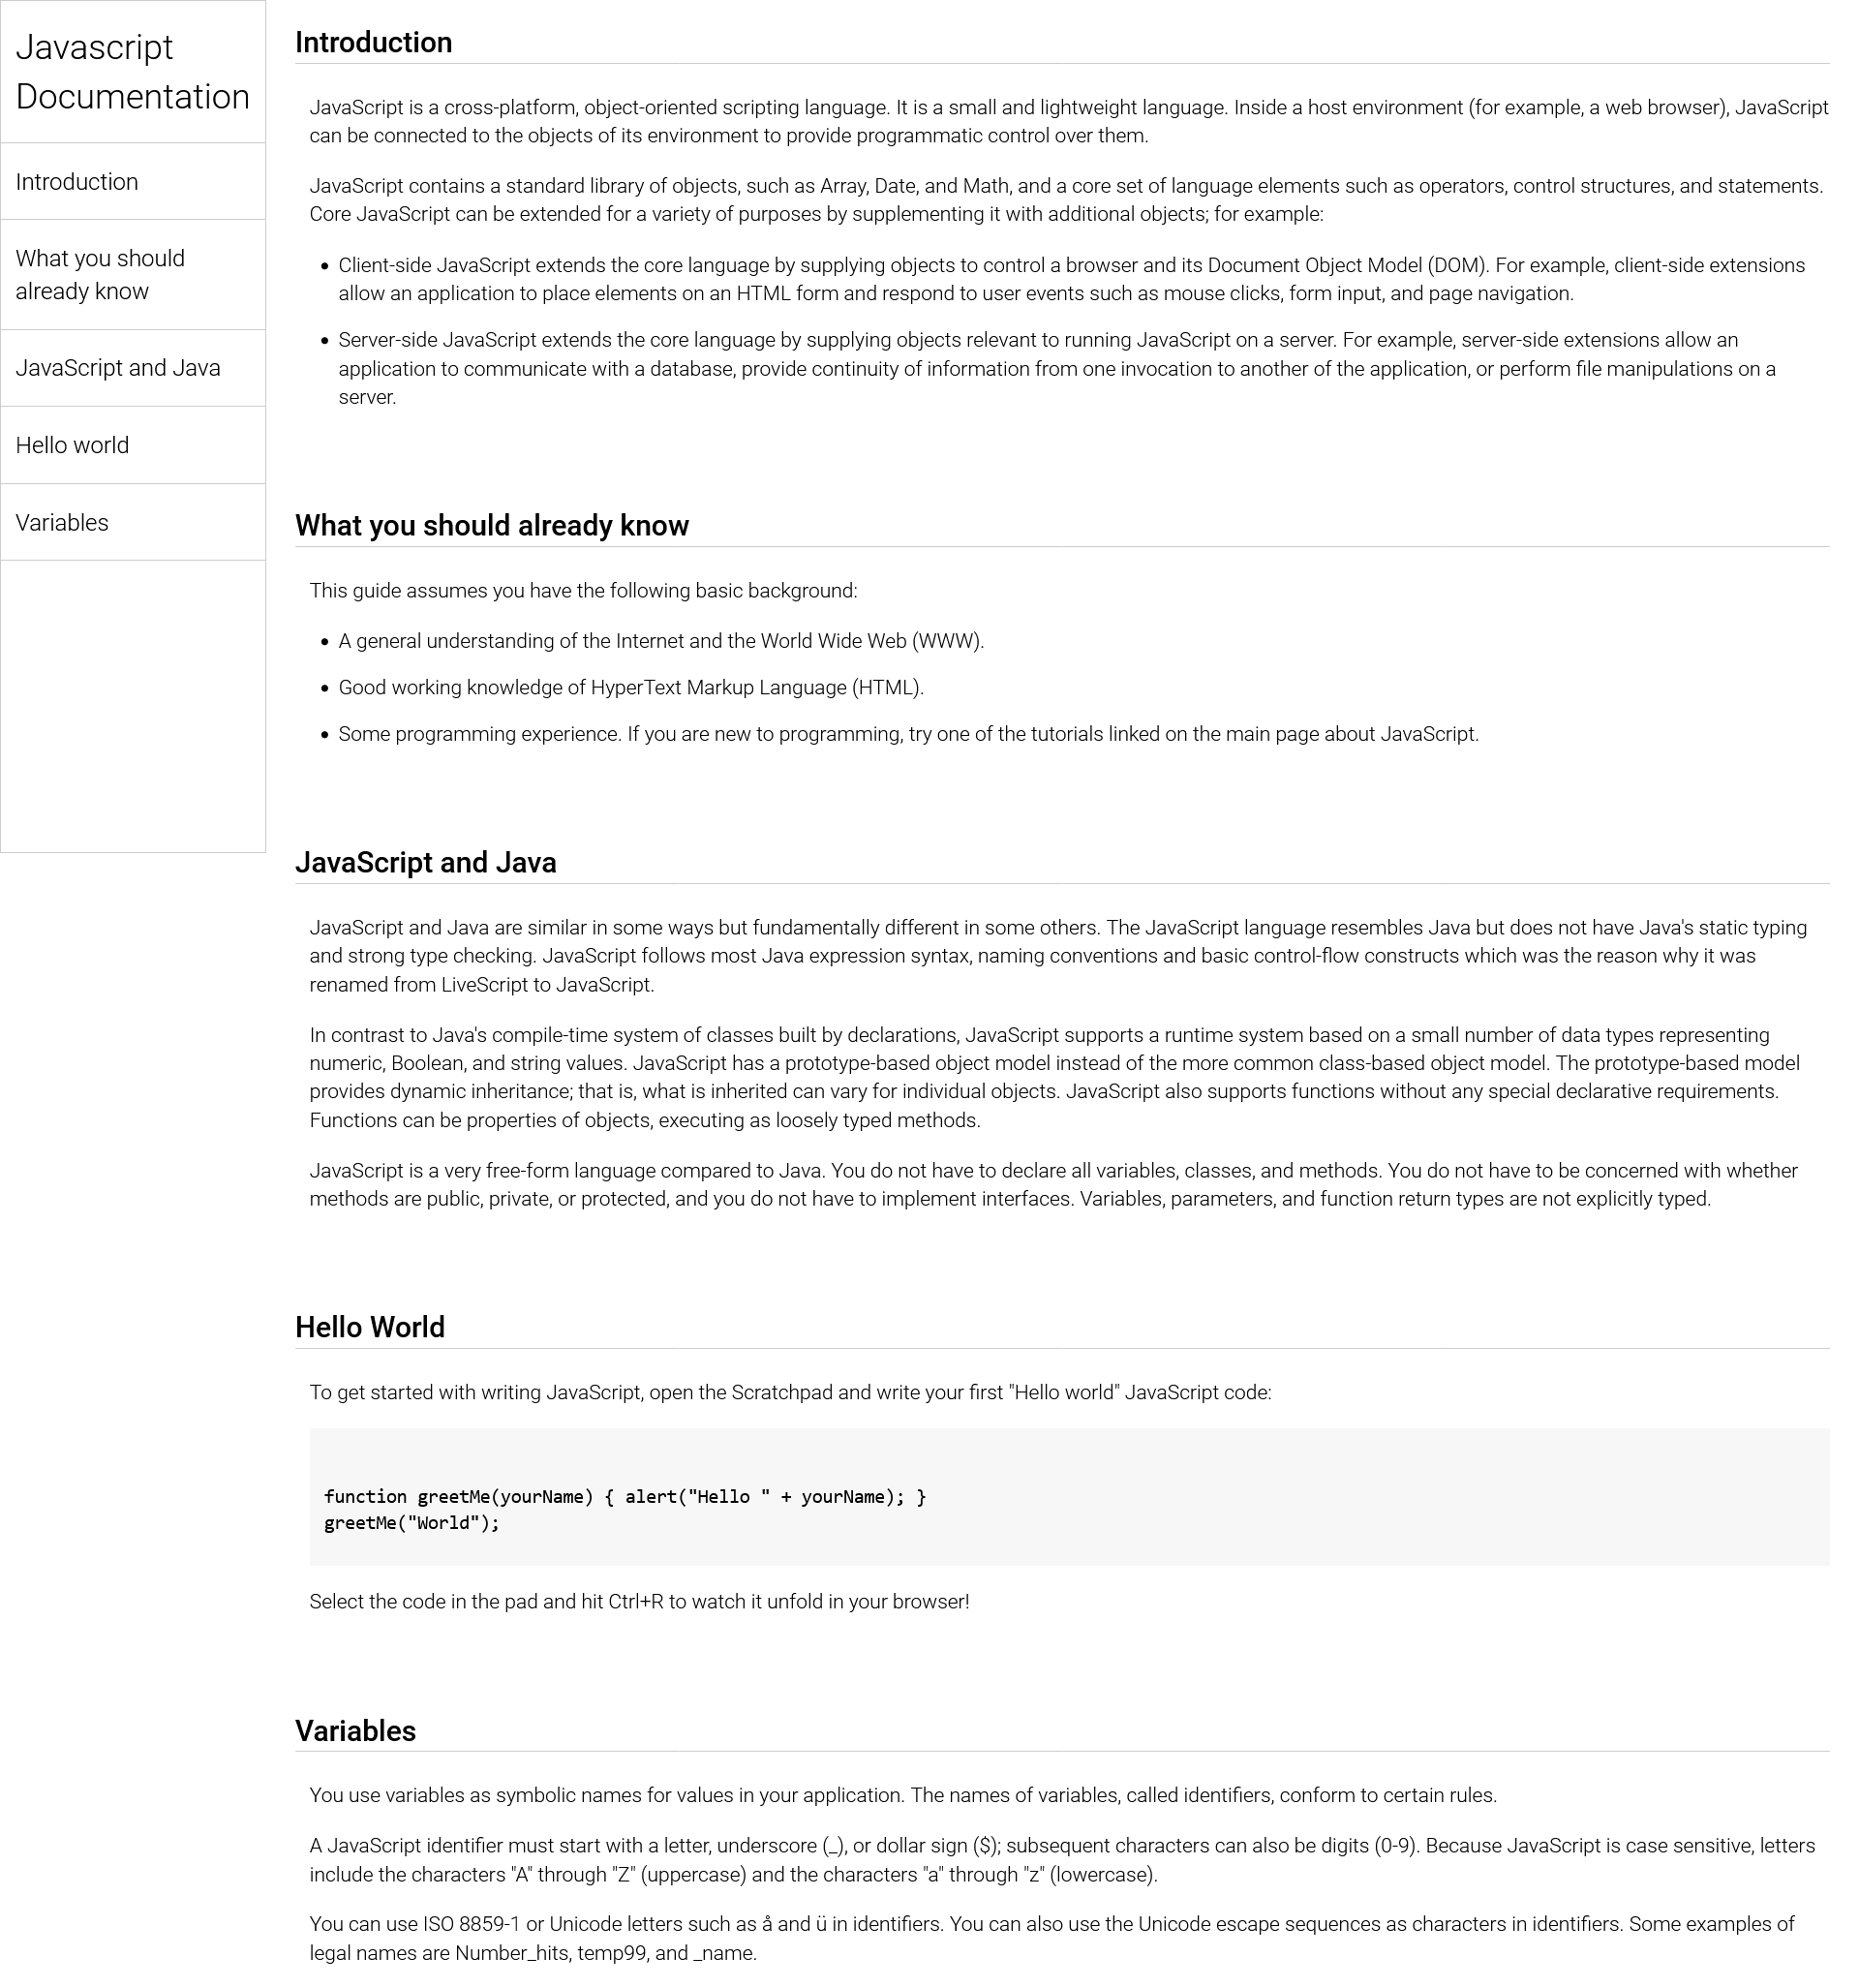 Javascript
Documentation
Introduction
What you should
already know
JavaScript and Java
Hello world
Variables
Introduction
JavaScript is a cross-platform, object-oriented scripting language. It is a small and lightweight language. Inside a host environment (for example, a web browser), JavaScript
can be connected to the objects of its environment to provide programmatic control over them.
JavaScript contains a standard library of objects, such as Array, Date, and Math, and a core set of language elements such as operators, control structures, and statements.
Core JavaScript can be extended for a variety of purposes by supplementing it with additional objects; for example:
• Client-side JavaScript extends the core language by supplying objects to control a browser and its Document Object Model (DOM). For example, client-side extensions
allow an application to place elements on an HTML form and respond to user events such as mouse clicks, form input, and page navigation.
• Server-side JavaScript extends the core language by supplying objects relevant to running JavaScript on a server. For example, server-side extensions allow an
application to communicate with a database, provide continuity of information from one invocation to another of the application, or perform file manipulations on a
server.
What you should already know
This guide assumes you have the following basic background:
• A general understanding of the Internet and the World Wide Web (WWW).
• Good working knowledge of HyperText Markup Language (HTML).
• Some programming experience. If you are new to programming, try one of the tutorials linked on the main page about JavaScript.
JavaScript and Java
JavaScript and Java are similar in some ways but fundamentally different in some others. The JavaScript language resembles Java but does not have Java's static typing
and strong type checking. JavaScript follows most Java expression syntax, naming conventions and basic control-flow constructs which was the reason why it was
renamed from LiveScript to JavaScript.
In contrast to Java's compile-time system of classes built by declarations, JavaScript supports a runtime system based on a small number of data types representing
numeric, Boolean, and string values. JavaScript has a prototype-based object model instead of the more common class-based object model. The prototype-based model
provides dynamic inheritance; that is, what is inherited can vary for individual objects. JavaScript also supports functions without any special declarative requirements.
Functions can be properties of objects, executing as loosely typed methods.
JavaScript is a very free-form language compared to Java. You do not have to declare all variables, classes, and methods. You do not have to be concerned with whether
methods are public, private, or protected, and you do not have to implement interfaces. Variables, parameters, and function return types are not explicitly typed.
Hello World
To get started with writing JavaScript, open the Scratchpad and write your first "Hello world" JavaScript code:
function greetMe(yourName) { alert("Hello " + yourName); }
greetMe("World");
Select the code in the pad and hit Ctrl+R to watch it unfold in your browser!
Variables
You use variables as symbolic names for values in your application. The names of variables, called identifiers, conform to certain rules.
A JavaScript identifier must start with a letter, underscore (_), or dollar sign ($); subsequent characters can also be digits (0-9). Because JavaScript is case sensitive, letters
include the characters "A" through "Z" (uppercase) and the characters "a" through "z" (lowercase).
You can use ISO 8859-1 or Unicode letters such as å and ü in identifiers. You can also use the Unicode escape sequences as characters in identifiers. Some examples of
legal names are Number_hits, temp99, and _name.